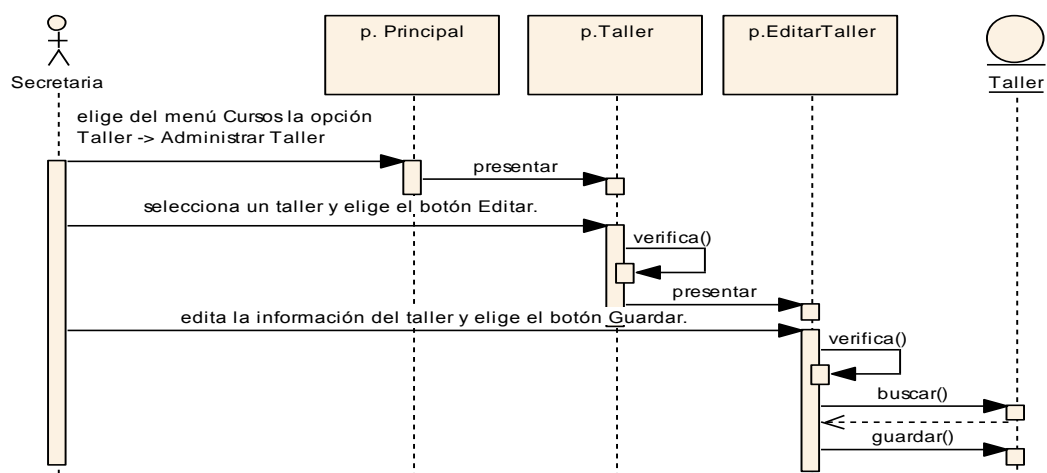 p. Principal
p.Taller
p.EditarTaller
Secretaria
Taller
elige del menú Cursos la opción
Taller -> Administrar Taller
presentar
selecciona un taller y elige el botón Editar.
verifica()
presentar
edita la información del taller y elige el botón Guardar.
verifica()
buscar()
guardar()